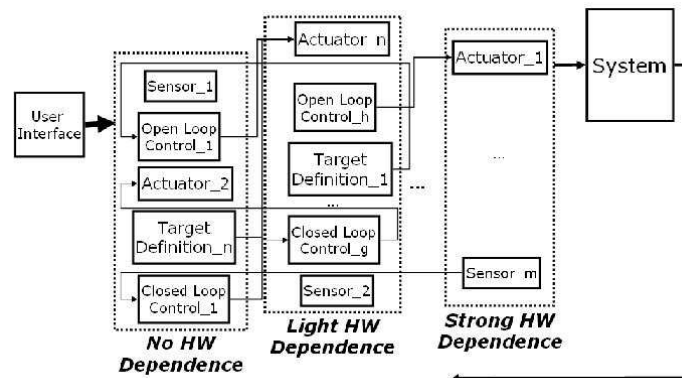 User
Interface
Sensor_1
Open Loop
Control_1
Actuator_2
Target
Definition_n
Closed Loop
Control_1
No HW
Dependence
Actuator_n
Open Loop
Control_h
Target
Definition_1
...
Closed Loop
Control_g
Sensor_2
Light HW
Dependence
...
Actuator_1
...
Sensor_m
Strong HW
Dependence
System